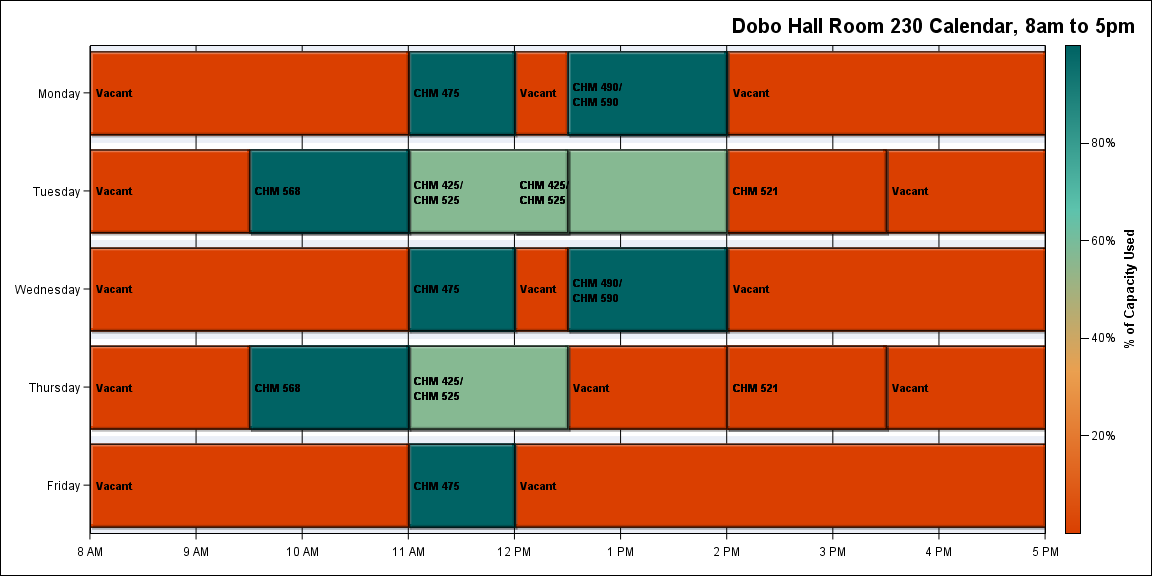 Dobo Hall Room 230 Calendar, 8am to 5pm
Monday
Vacant
CHM 475
Vacant
CHM 490/
CHM 590
Vacant
Tuesday
Vacant
CHM 568
CHM 425/
CHM 525
CHM 425/
CHM 525
CHM 521
Vacant
Wednesday
Vacant
CHM 475
Vacant
CHM 490/
CHM 590
Vacant
Thursday
Vacant
CHM 568
CHM 425/
CHM 525
Vacant
CHM 521
Vacant
Friday
Vacant
CHM 475
Vacant
8 AM
9 AM
10 AM
11 AM
12 PM
1 PM
2 PM
3 PM
4 PM
5 PM
80%
60%
40%
20%
% of Capacity Used